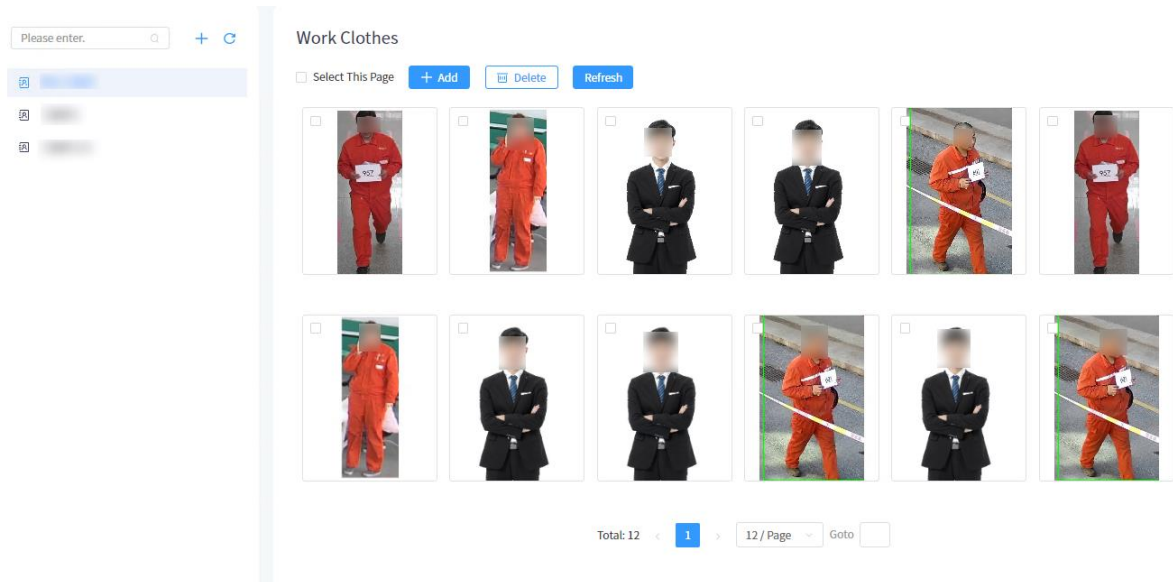 Please enter.
Work Clothes
Select This Page
+ Add
Delete
Refresh
957
957
Total: 12 < 1 > 12 / Page Goto